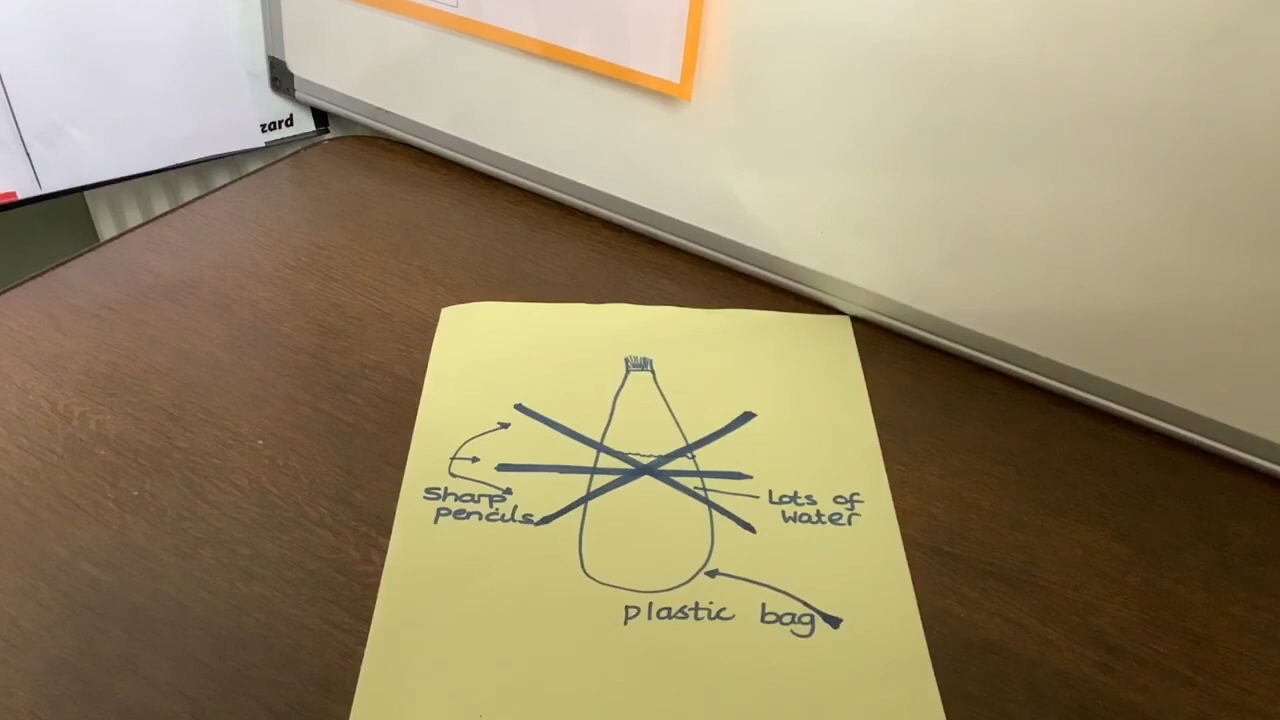 zard
Sharp
pencils
Lots of
water
plastic bag